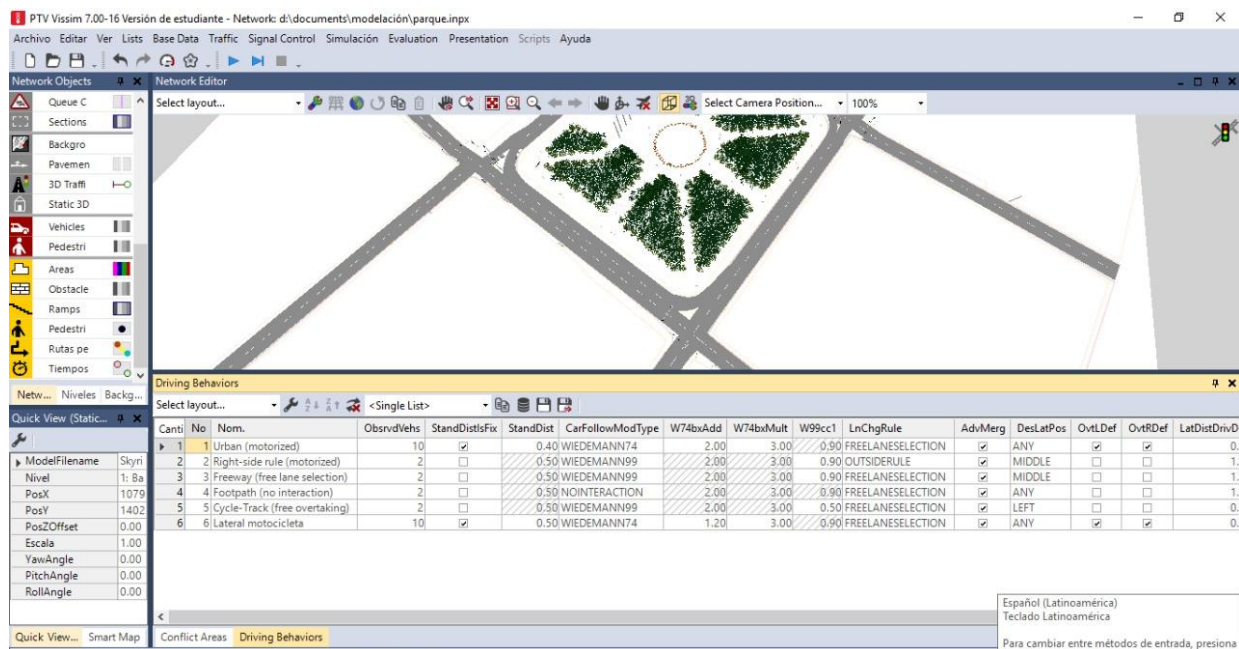 PTV Vissim 7.00-16 Versión de estudiante - Network: d:\documents\modelación\parque.inpx
Archivo Editar Ver Lists Base Data Traffic Signal Control Simulación Evaluation Presentation Scripts Ayuda
Network Objects
Queue C
Sections
Backgro
Pavemen
3D Traffi
Static 3D
Vehicles
Pedestri
Areas
Obstacle
Ramps
Pedestri
Rutas pe
Tiempos
Netw... Niveles Backg...
Quick View (Static...
ModelFilename Skyri
Nivel 1: Ba
PosX 1079
PosY 1402
PosZOffset 0.00
Escala 1.00
YawAngle 0.00
PitchAngle 0.00
RollAngle 0.00
Quick View... Smart Map
Network Editor
Select layout... Select Camera Position... 100%
Driving Behaviors
Select layout... <Single List>
Canti No Nom. ObsrvdVehs StandDistIsFix StandDist CarFollowModType W74bxAdd W74bxMult W99cc1 LnChgRule AdvMerg DesLatPos OvtLDef OvtRDef LatDistDrivD
1 1 Urban (motorized) 10 0.40 WIEDEMANN74 2.00 3.00 0.90 FREELANESELECTION ANY 0.
2 2 Right-side rule (motorized) 2 0.50 WIEDEMANN99 2.00 3.00 0.90 OUTSIDERULE MIDDLE 1.
3 3 Freeway (free lane selection) 2 0.50 WIEDEMANN99 2.00 3.00 0.90 FREELANESELECTION MIDDLE 1.
4 4 Footpath (no interaction) 2 0.50 NOINTERACTION 2.00 3.00 0.90 FREELANESELECTION ANY 1.
5 5 Cycle-Track (free overtaking) 2 0.50 WIEDEMANN99 2.00 3.00 0.50 FREELANESELECTION LEFT 0.
6 6 Lateral motocicleta 10 0.50 WIEDEMANN74 1.20 3.00 0.90 FREELANESELECTION ANY 0.
Conflict Areas Driving Behaviors
Español (Latinoamérica)
Teclado Latinoamérica
Para cambiar entre métodos de entrada, presiona